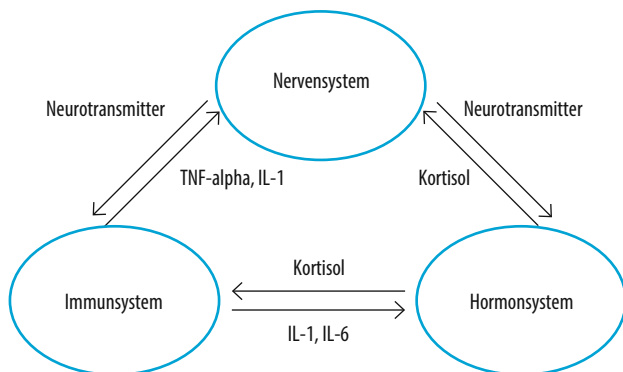 Nervensystem
Neurotransmitter
Neurotransmitter
TNF-alpha, IL-1
Kortisol
Kortisol
Immunsystem
Hormonsystem
IL-1, IL-6